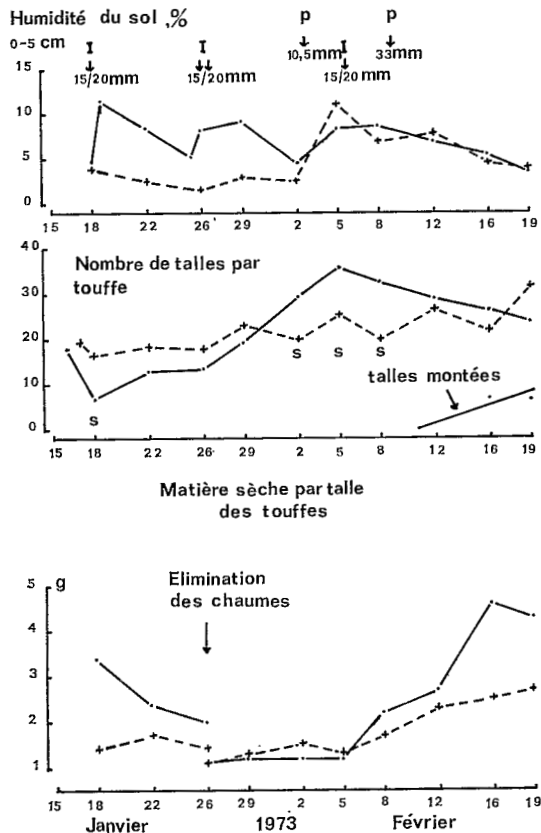 Humidité du sol ,%
0-5 cm
I I p p
10,5mm I 33mm
15/20mm 15/20mm 15/20mm
15
10
5
0
15 18 22 26 29 2 5 8 12 16 19
40
30
20
10
0
Nombre de talles par
touffe
s s s
talles montées
s
15 18 22 26 29 2 5 8 12 16 19
Matière sèche par talle
des touffes
5 g
4
3
2
1
Elimination
des chaumes
15 18 22 26 29 2 5 8 12 16 19
Janvier 1973 Février